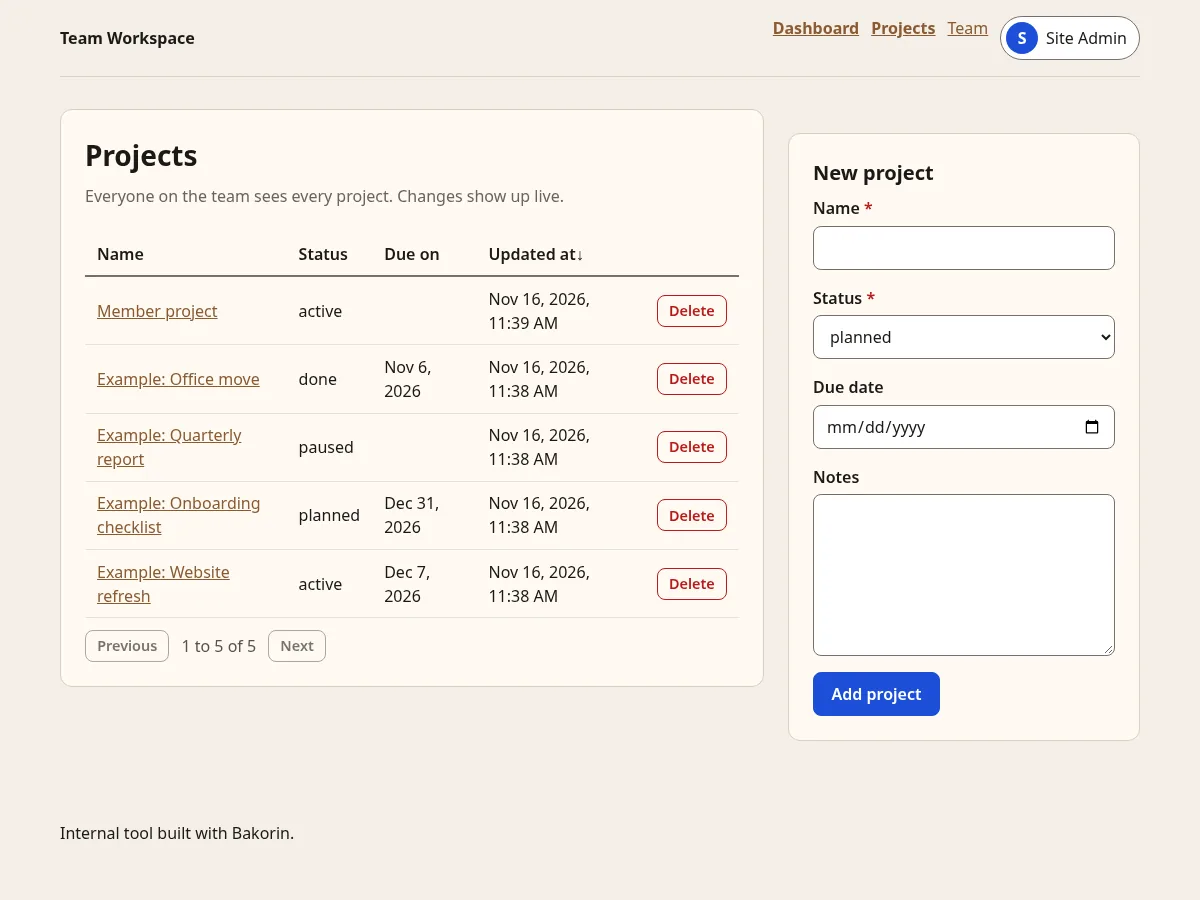 Team Workspace
Dashboard Projects Team S Site Admin
Projects
Everyone on the team sees every project. Changes show up live.
Name Status Due on Updated at↓
Member project active Nov 16, 2026, 11:39 AM Delete
Example: Office move done Nov 6, 2026 Nov 16, 2026, 11:38 AM Delete
Example: Quarterly report paused Nov 16, 2026, 11:38 AM Delete
Example: Onboarding checklist planned Dec 31, 2026 Nov 16, 2026, 11:38 AM Delete
Example: Website refresh active Dec 7, 2026 Nov 16, 2026, 11:38 AM Delete
Previous 1 to 5 of 5 Next
New project
Name *
Status *
planned
Due date
mm/dd/yyyy
Notes
Add project
Internal tool built with Bakorin.